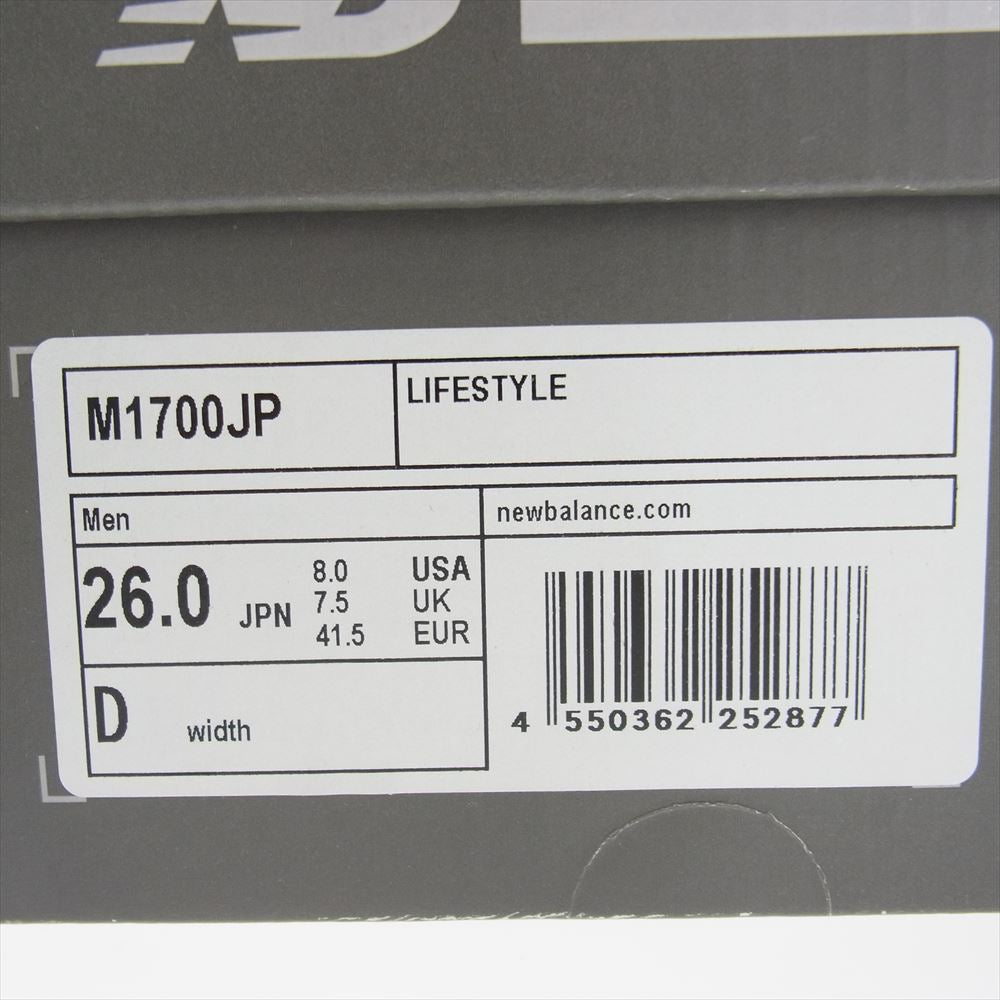 M1700JP
LIFESTYLE
Men
newbalance.com
26.0 JPN
8.0 USA
7.5 UK
41.5 EUR
D width
4 550362 252877